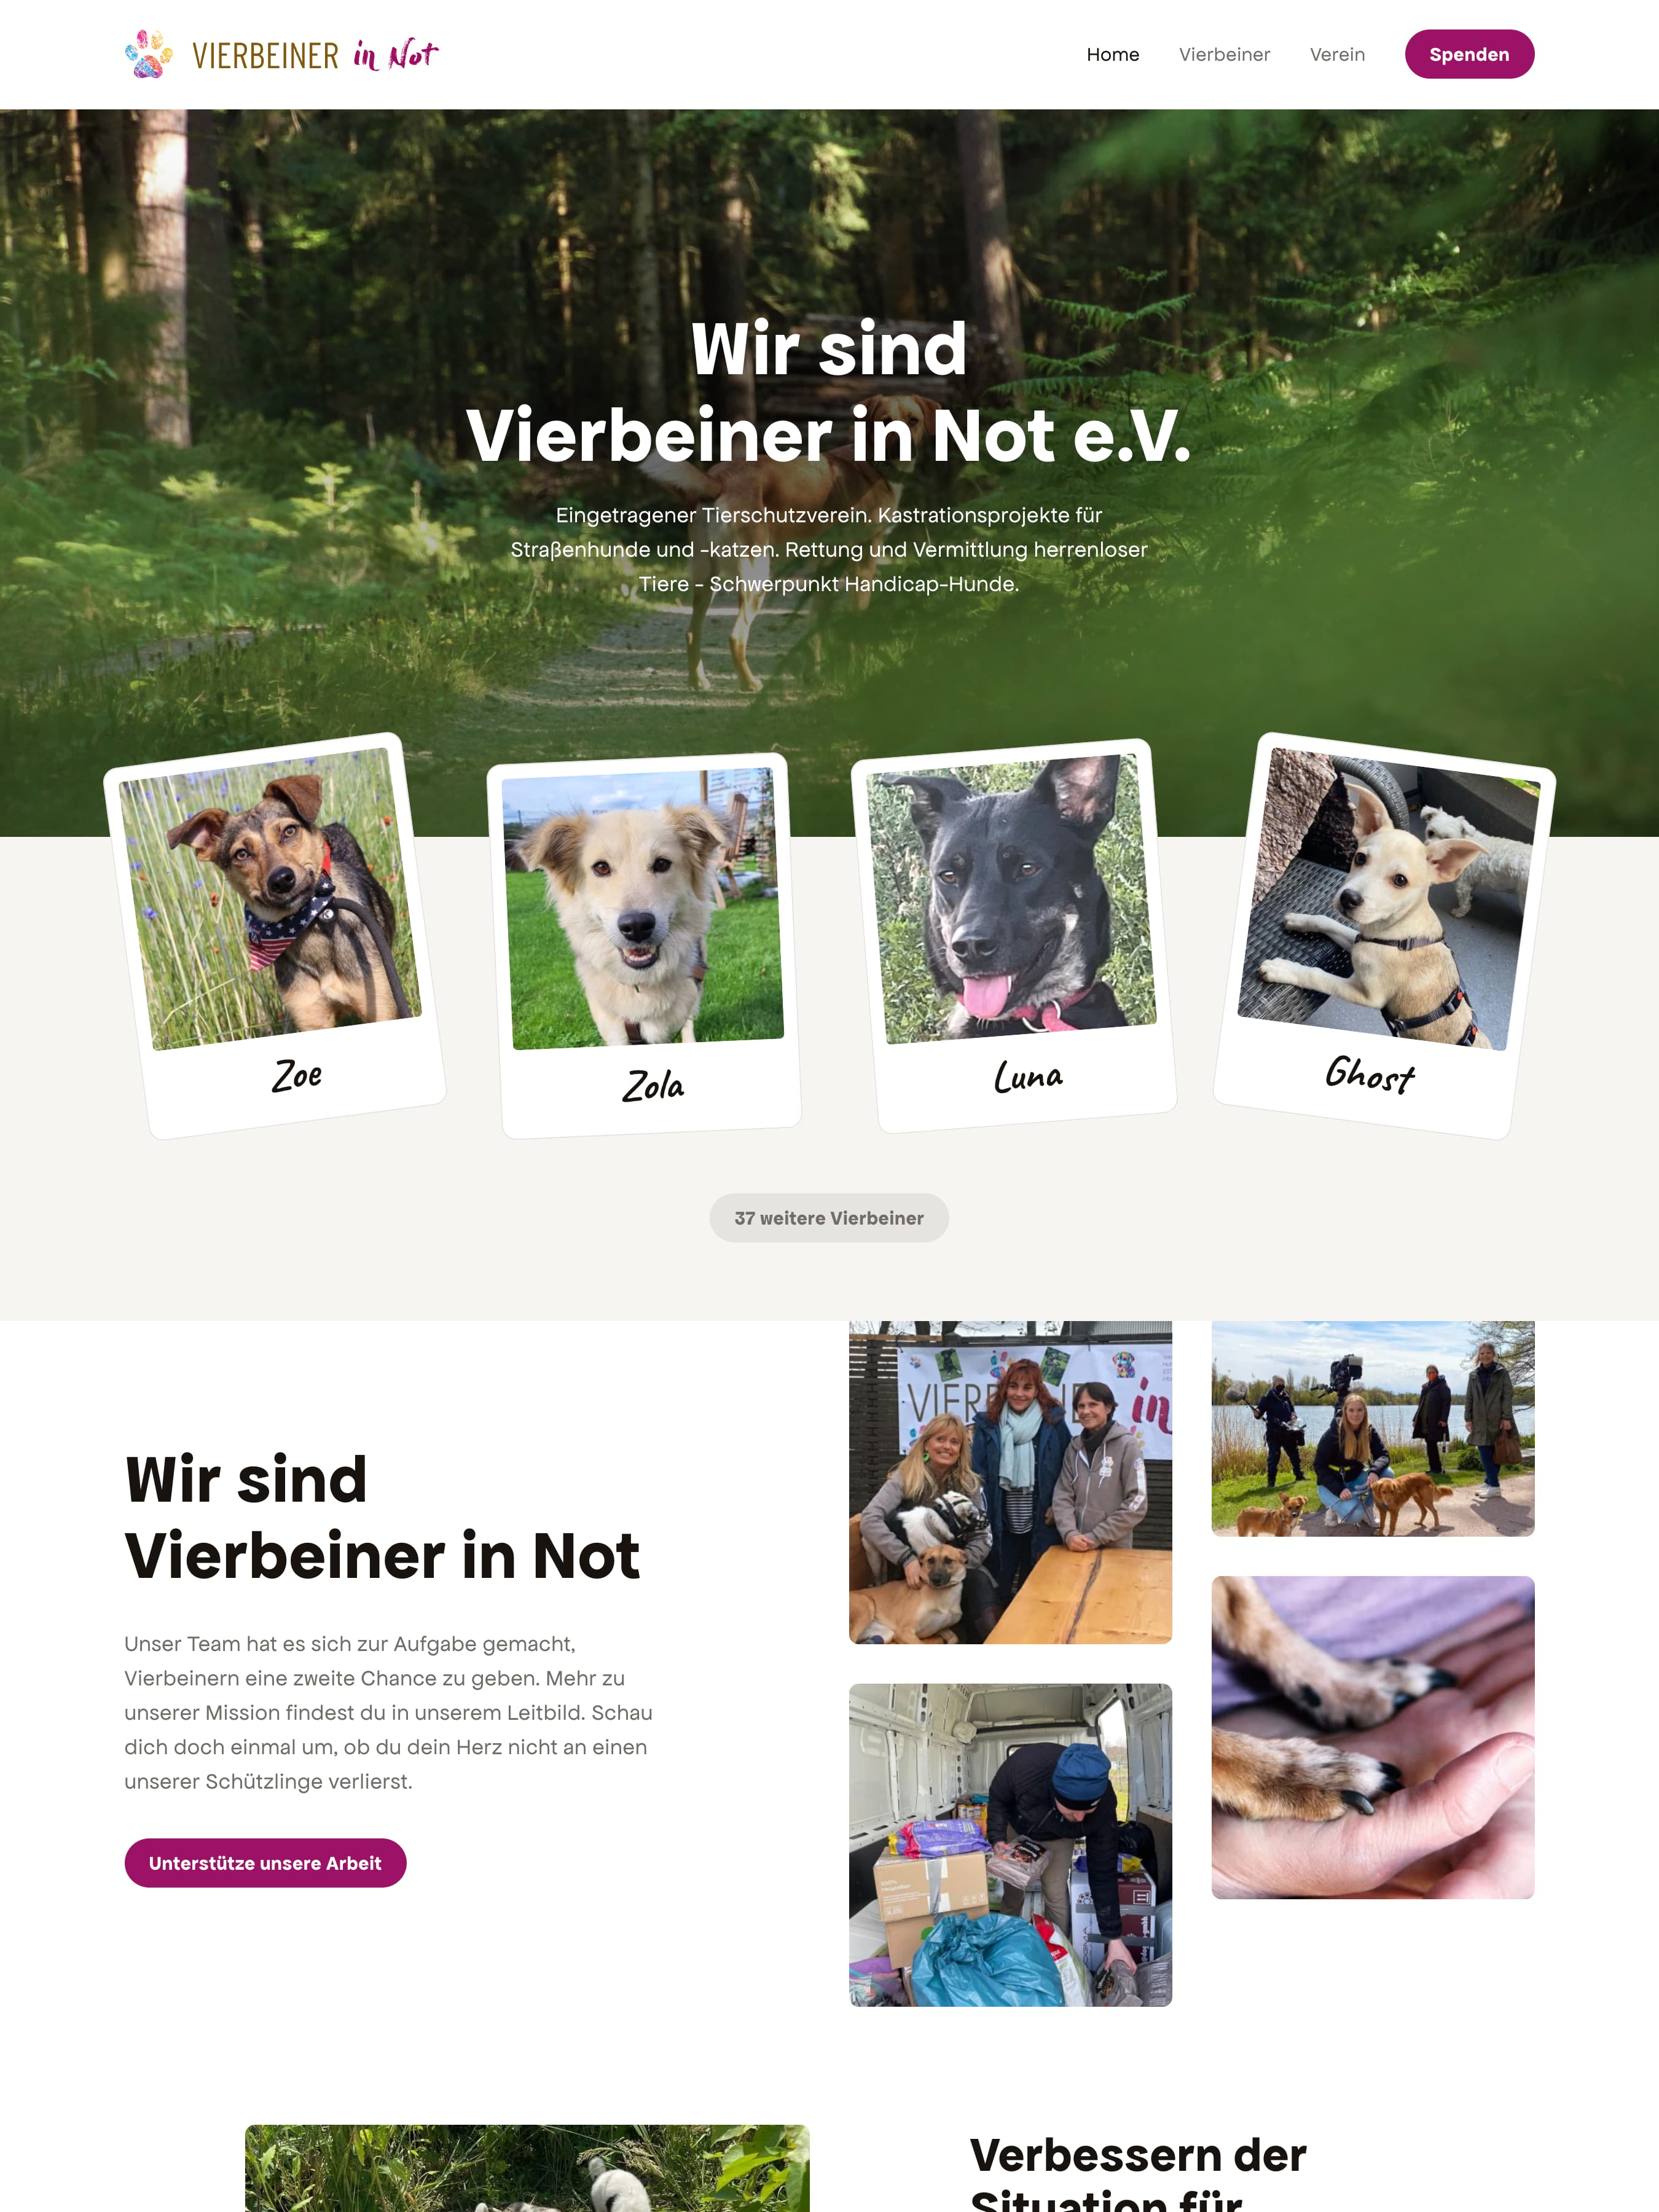 VIERBEINER in Not
Home
Vierbeiner
Verein
Spenden
Wir sind
Vierbeiner in Not e.V.
Eingetragener Tierschutzverein. Kastrationsprojekte für
Straßenhunde und -katzen. Rettung und Vermittlung herrenloser
Tiere - Schwerpunkt Handicap-Hunde.
Zoe
Zola
Luna
Ghost
37 weitere Vierbeiner
Wir sind
Vierbeiner in Not
Unser Team hat es sich zur Aufgabe gemacht,
Vierbeinern eine zweite Chance zu geben. Mehr zu
unserer Mission findest du in unserem Leitbild. Schau
dich doch einmal um, ob du dein Herz nicht an einen
unserer Schützlinge verlierst.
Unterstütze unsere Arbeit
Verbessern der
Situation für